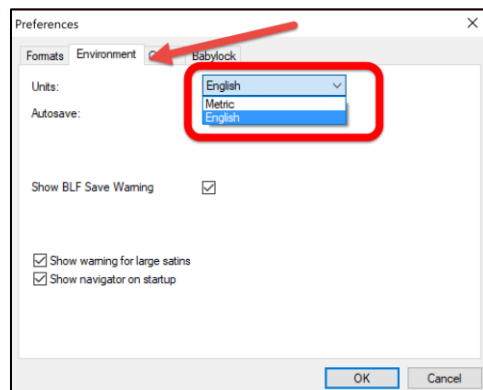 Preferences
Formats Environment Babylock
Units: English
Metric
Autosave: English
Show BLF Save Warning
Show warning for large satins
Show navigator on startup
OK Cancel